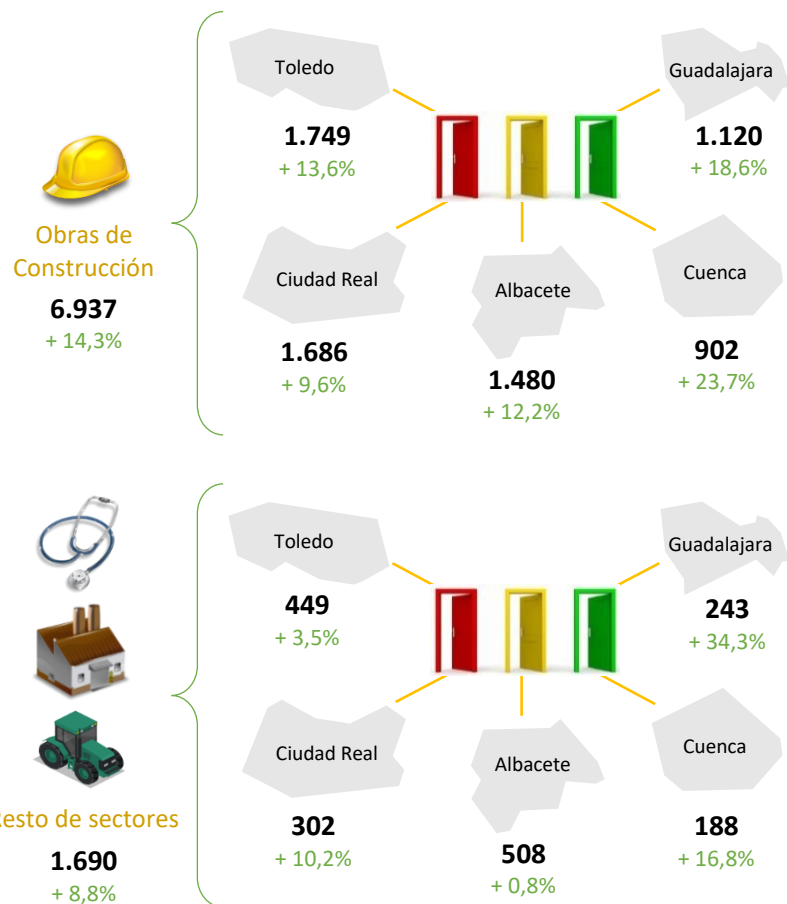 Toledo
1.749
+ 13,6%
Guadalajara
1.120
+ 18,6%
Obras de
Construcción
6.937
+ 14,3%
Ciudad Real
1.686
+ 9,6%
Albacete
1.480
+ 12,2%
Cuenca
902
+ 23,7%
Toledo
449
+ 3,5%
Guadalajara
243
+ 34,3%
Ciudad Real
302
+ 10,2%
Albacete
508
+ 0,8%
Cuenca
188
+ 16,8%
esto de sectores
1.690
+ 8,8%